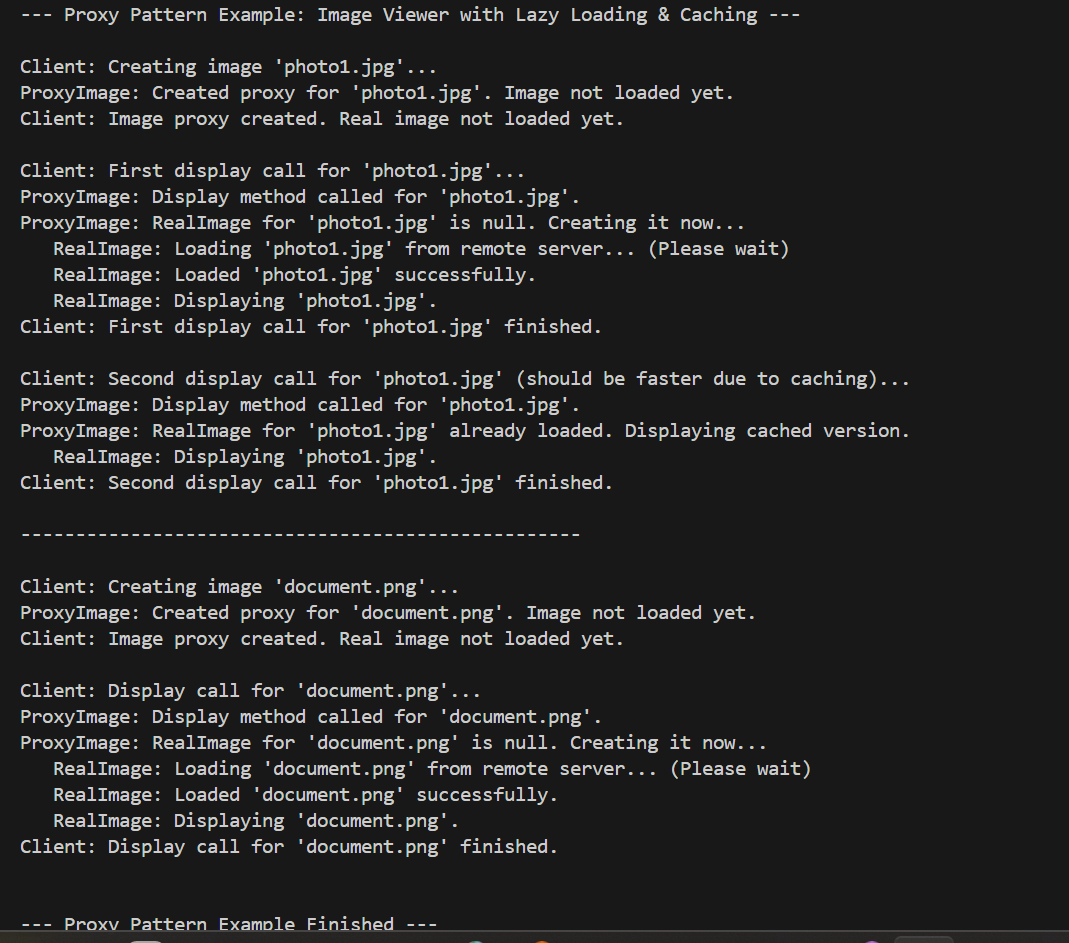 --- Proxy Pattern Example: Image Viewer with Lazy Loading & Caching ---
Client: Creating image 'photo1.jpg'...
ProxyImage: Created proxy for 'photo1.jpg'. Image not loaded yet.
Client: Image proxy created. Real image not loaded yet.
Client: First display call for 'photo1.jpg'...
ProxyImage: Display method called for 'photo1.jpg'.
ProxyImage: RealImage for 'photo1.jpg' is null. Creating it now...
RealImage: Loading 'photo1.jpg' from remote server... (Please wait)
RealImage: Loaded 'photo1.jpg' successfully.
RealImage: Displaying 'photo1.jpg'.
Client: First display call for 'photo1.jpg' finished.
Client: Second display call for 'photo1.jpg' (should be faster due to caching)...
ProxyImage: Display method called for 'photo1.jpg'.
ProxyImage: RealImage for 'photo1.jpg' already loaded. Displaying cached version.
RealImage: Displaying 'photo1.jpg'.
Client: Second display call for 'photo1.jpg' finished.
---------------------------------------------------
Client: Creating image 'document.png'...
ProxyImage: Created proxy for 'document.png'. Image not loaded yet.
Client: Image proxy created. Real image not loaded yet.
Client: Display call for 'document.png'...
ProxyImage: Display method called for 'document.png'.
ProxyImage: RealImage for 'document.png' is null. Creating it now...
RealImage: Loading 'document.png' from remote server... (Please wait)
RealImage: Loaded 'document.png' successfully.
RealImage: Displaying 'document.png'.
Client: Display call for 'document.png' finished.
--- Proxy Pattern Example Finished ---